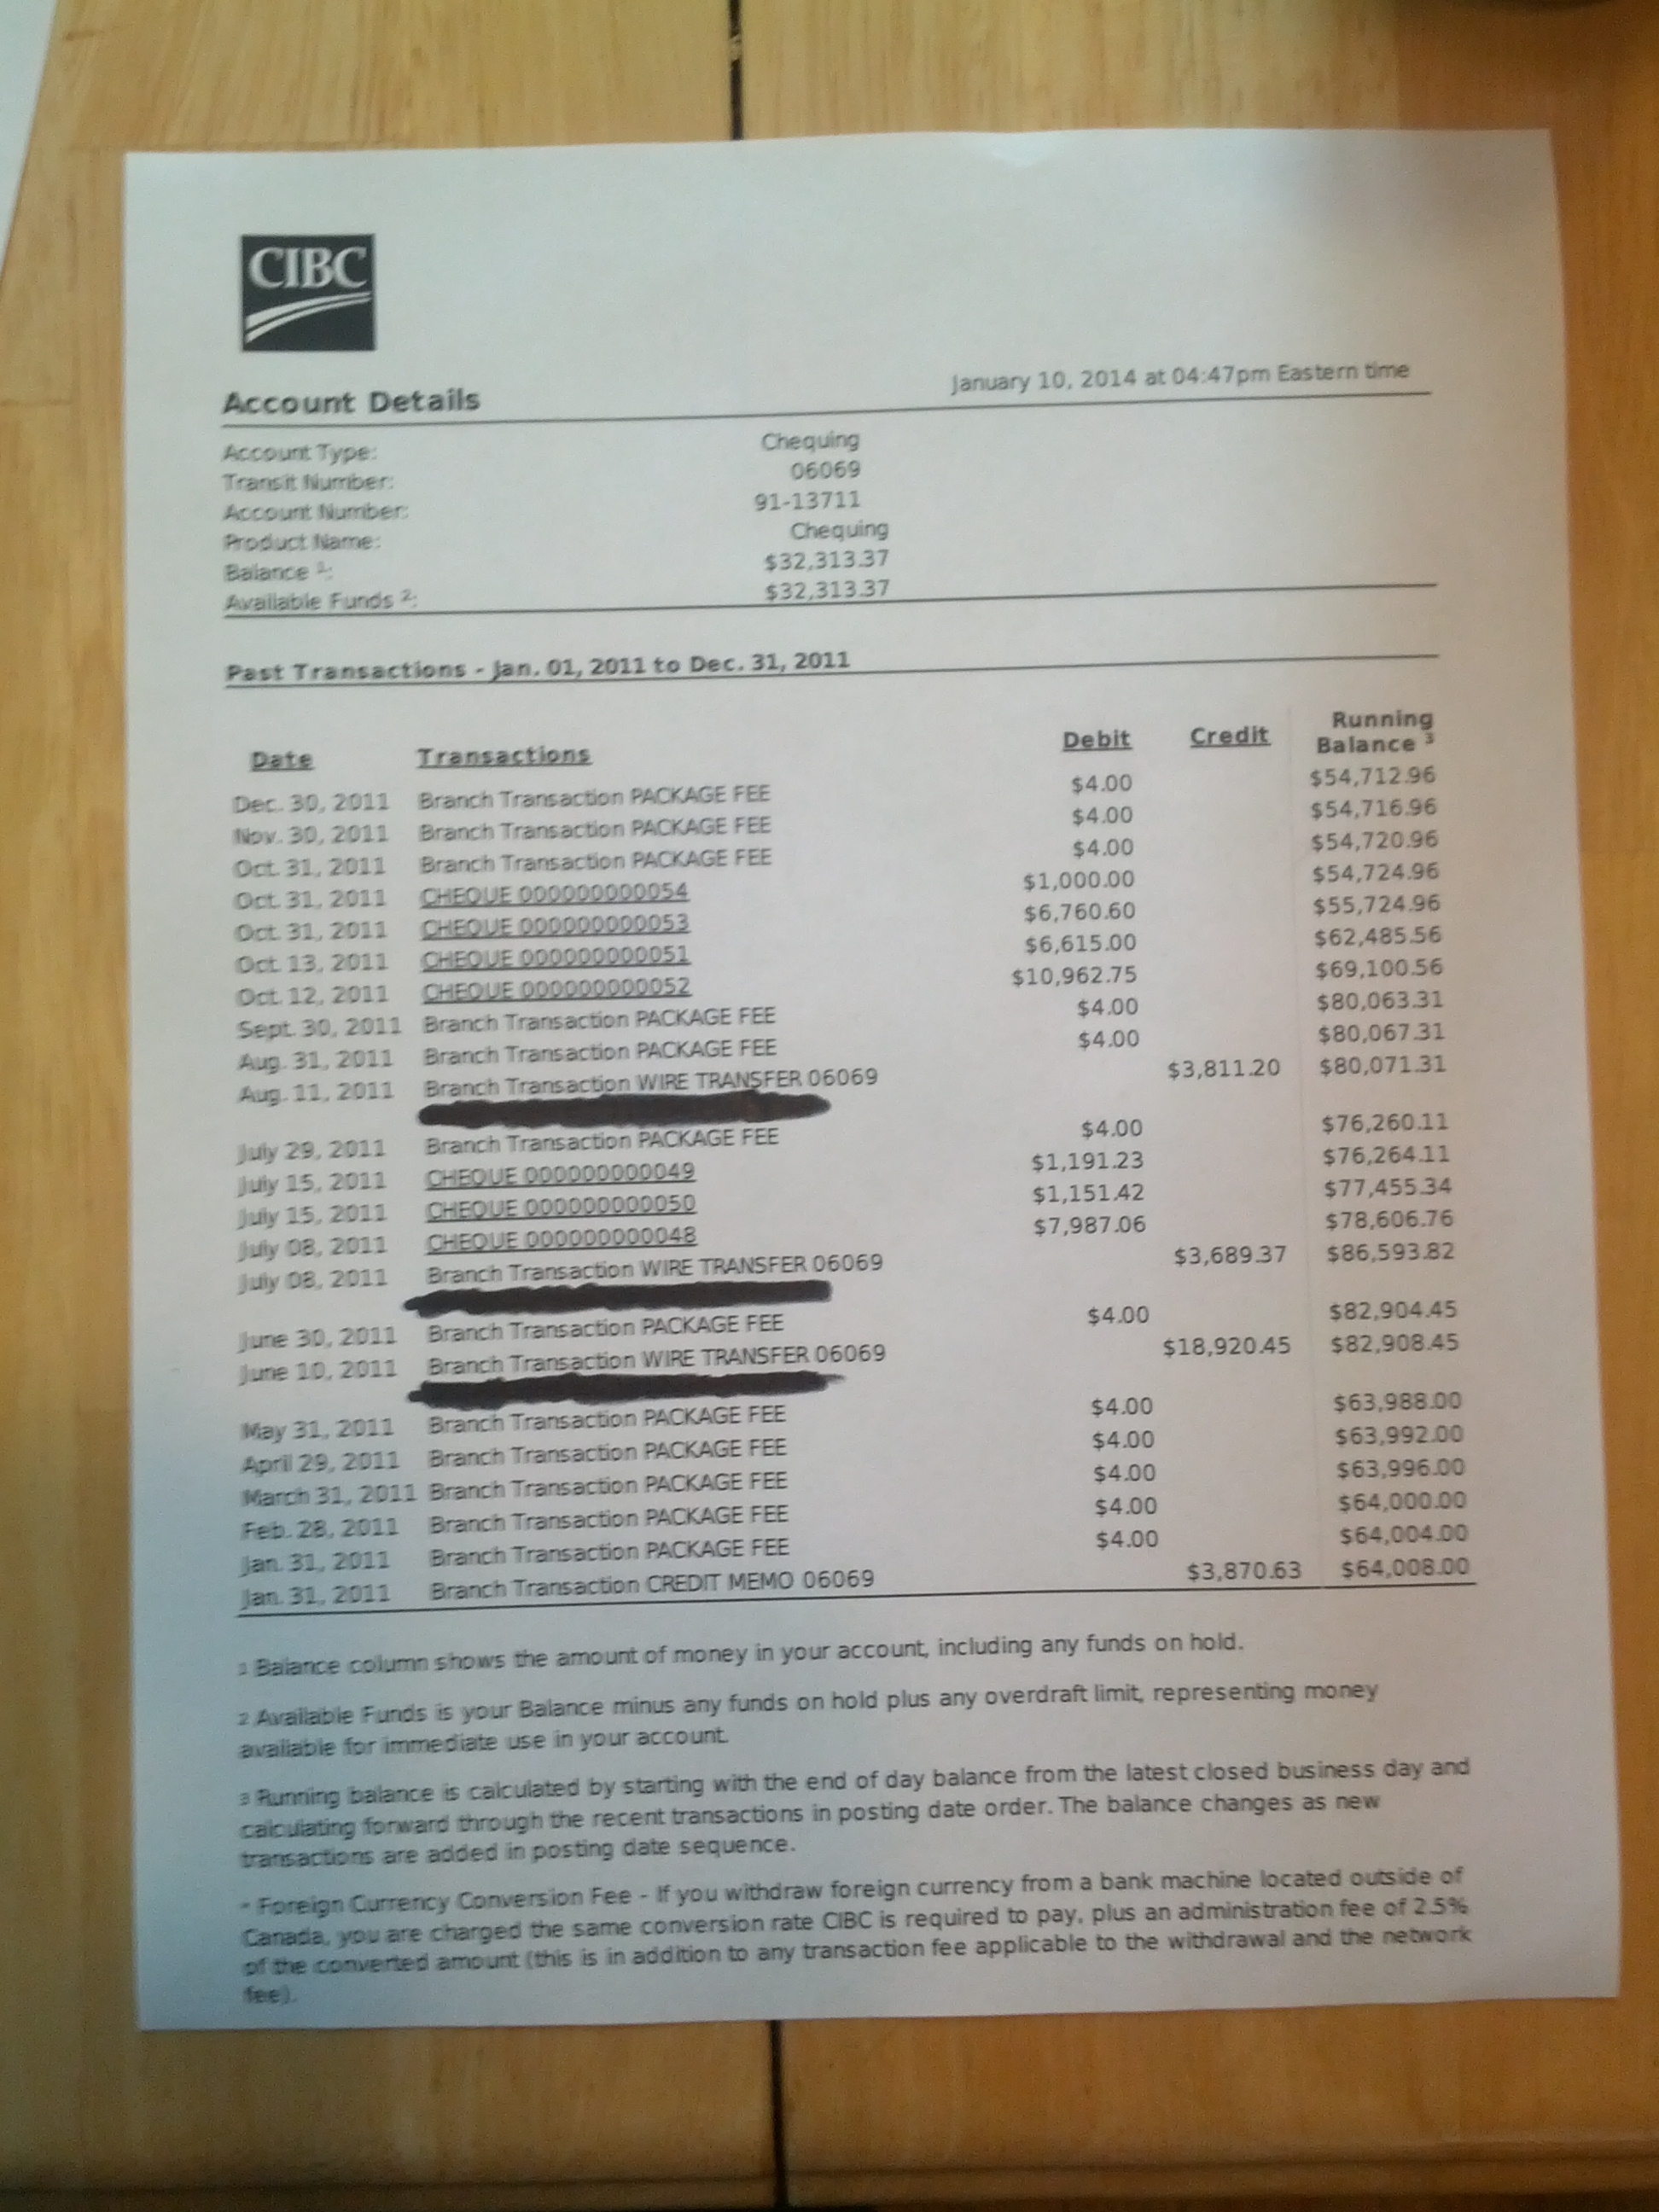 CIBC
January 10, 2014 at 04:47pm Eastern time
Account Details
Account Type: Chequing
Transit Number: 06069
Account Number: 91-13711
Product Name: Chequing
Balance 1: $32,313.37
Available Funds 2: $32,313.37
Past Transactions - Jan. 01, 2011 to Dec. 31, 2011
Date Transactions Debit Credit Running Balance 3
Dec. 30, 2011 Branch Transaction PACKAGE FEE $4.00 $54,712.96
Nov. 30, 2011 Branch Transaction PACKAGE FEE $4.00 $54,716.96
Oct. 31, 2011 Branch Transaction PACKAGE FEE $4.00 $54,720.96
Oct. 31, 2011 CHEQUE 000000000054 $1,000.00 $54,724.96
Oct. 31, 2011 CHEQUE 000000000053 $6,760.60 $55,724.96
Oct. 13, 2011 CHEQUE 000000000051 $6,615.00 $62,485.56
Oct. 12, 2011 CHEQUE 000000000052 $10,962.75 $69,100.56
Sept. 30, 2011 Branch Transaction PACKAGE FEE $4.00 $80,063.31
Aug. 31, 2011 Branch Transaction PACKAGE FEE $4.00 $80,067.31
Aug. 11, 2011 Branch Transaction WIRE TRANSFER 06069 $3,811.20 $80,071.31
July 29, 2011 Branch Transaction PACKAGE FEE $4.00 $76,260.11
July 15, 2011 CHEQUE 000000000049 $1,191.23 $76,264.11
July 15, 2011 CHEQUE 000000000050 $1,151.42 $77,455.34
July 08, 2011 CHEQUE 000000000048 $7,987.06 $78,606.76
July 08, 2011 Branch Transaction WIRE TRANSFER 06069 $3,689.37 $86,593.82
June 30, 2011 Branch Transaction PACKAGE FEE $4.00 $82,904.45
June 10, 2011 Branch Transaction WIRE TRANSFER 06069 $18,920.45 $82,908.45
May 31, 2011 Branch Transaction PACKAGE FEE $4.00 $63,988.00
April 29, 2011 Branch Transaction PACKAGE FEE $4.00 $63,992.00
March 31, 2011 Branch Transaction PACKAGE FEE $4.00 $63,996.00
Feb. 28, 2011 Branch Transaction PACKAGE FEE $4.00 $64,000.00
Jan. 31, 2011 Branch Transaction PACKAGE FEE $4.00 $64,004.00
Jan. 31, 2011 Branch Transaction CREDIT MEMO 06069 $3,870.63 $64,008.00
1 Balance column shows the amount of money in your account, including any funds on hold.
2 Available Funds is your Balance minus any funds on hold plus any overdraft limit, representing money
available for immediate use in your account.
3 Running balance is calculated by starting with the end of day balance from the latest closed business day and
calculating forward through the recent transactions in posting date order. The balance changes as new
transactions are added in posting date sequence.
- Foreign Currency Conversion Fee - If you withdraw foreign currency from a bank machine located outside of
Canada, you are charged the same conversion rate CIBC is required to pay, plus an administration fee of 2.5%
of the converted amount (this is in addition to any transaction fee applicable to the withdrawal and the network
fee).